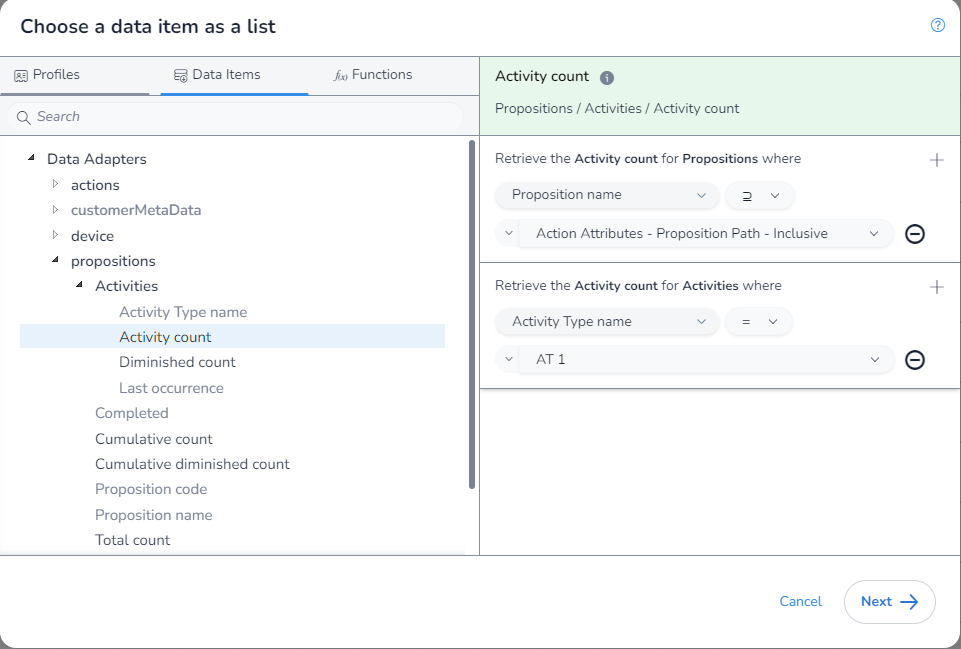 Choose a data item as a list
?
Profiles
Data Items
f(x) Functions
Search
Data Adapters
actions
customerMetaData
device
propositions
Activities
Activity Type name
Activity count
Diminished count
Last occurrence
Completed
Cumulative count
Cumulative diminished count
Proposition code
Proposition name
Total count
Activity count i
Propositions / Activities / Activity count
Retrieve the Activity count for Propositions where
Proposition name ⊇
Action Attributes - Proposition Path - Inclusive
Retrieve the Activity count for Activities where
Activity Type name =
AT 1
Cancel
Next